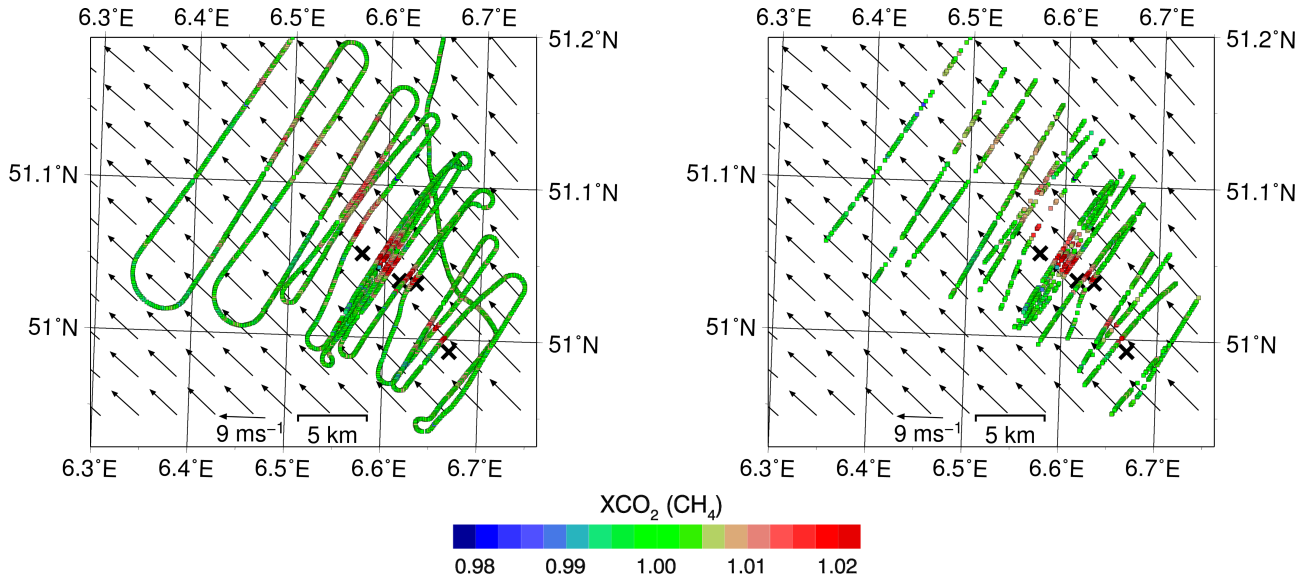 6.3˚E 6.4˚E 6.5˚E 6.6˚E 6.7˚E 6.3˚E 6.4˚E 6.5˚E 6.6˚E 6.7˚E
51.2˚N 51.2˚N
51.1˚N 51.1˚N 51.1˚N 51.1˚N
51˚N 51˚N 51˚N 51˚N
9 ms⁻¹ 5 km 9 ms⁻¹ 5 km
6.3˚E 6.4˚E 6.5˚E 6.6˚E 6.7˚E 6.3˚E 6.4˚E 6.5˚E 6.6˚E 6.7˚E
XCO₂ (CH₄)
0.98 0.99 1.00 1.01 1.02